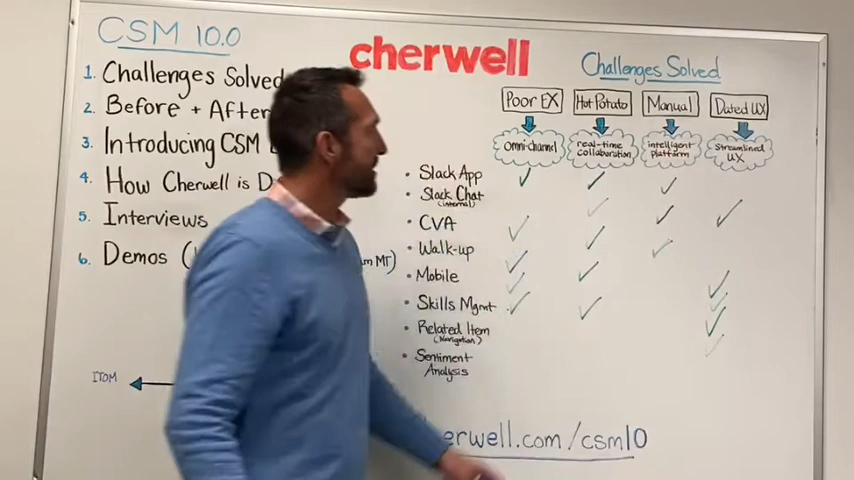 CSM 10.0
1. Challenges Solved
2. Before + After
3. Introducing CSM
4. How Cherwell is D
5. Interviews
6. Demos (
am MT)
ITOM
cherwell
Challenges Solved
Poor EX
Hot Potato
Manual
Dated UX
omni-channel
real-time collaboration
intelligent platform
Streamlined UX
• Slack App
• Slack Chat
(internal)
• CVA
• Walk-up
• Mobile
• Skills Mgmt
• Related Item
(Navigation)
• Sentiment
Analysis
erwell.com/csm10